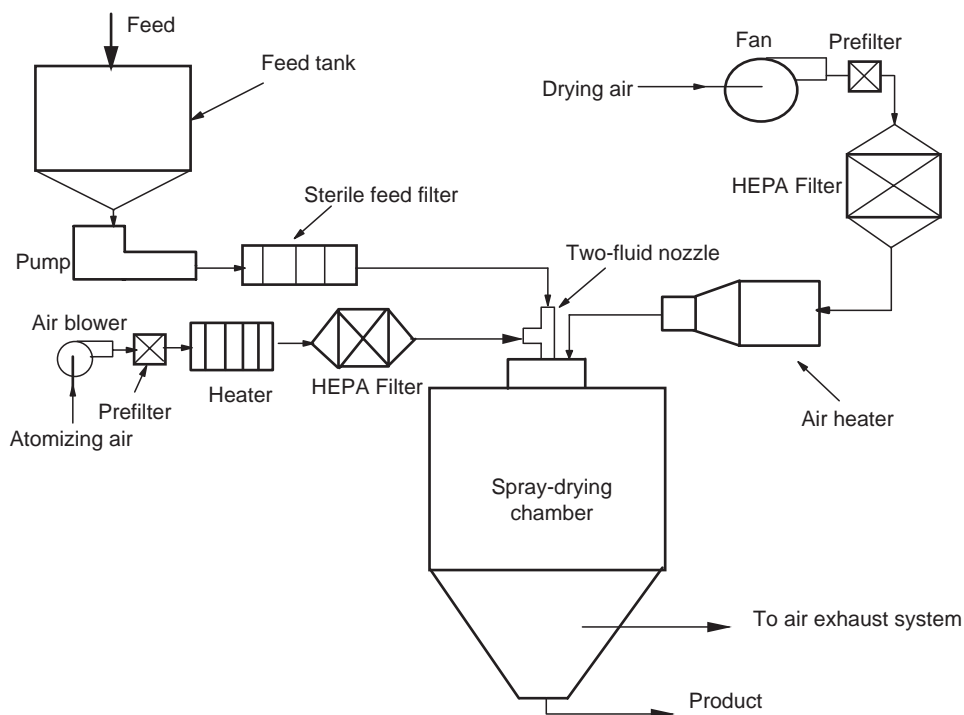 Feed
Feed tank
Fan
Prefilter
Drying air
HEPA Filter
Sterile feed filter
Two-fluid nozzle
Pump
Air blower
Heater
HEPA Filter
Prefilter
Atomizing air
Air heater
Spray-drying
chamber
To air exhaust system
Product